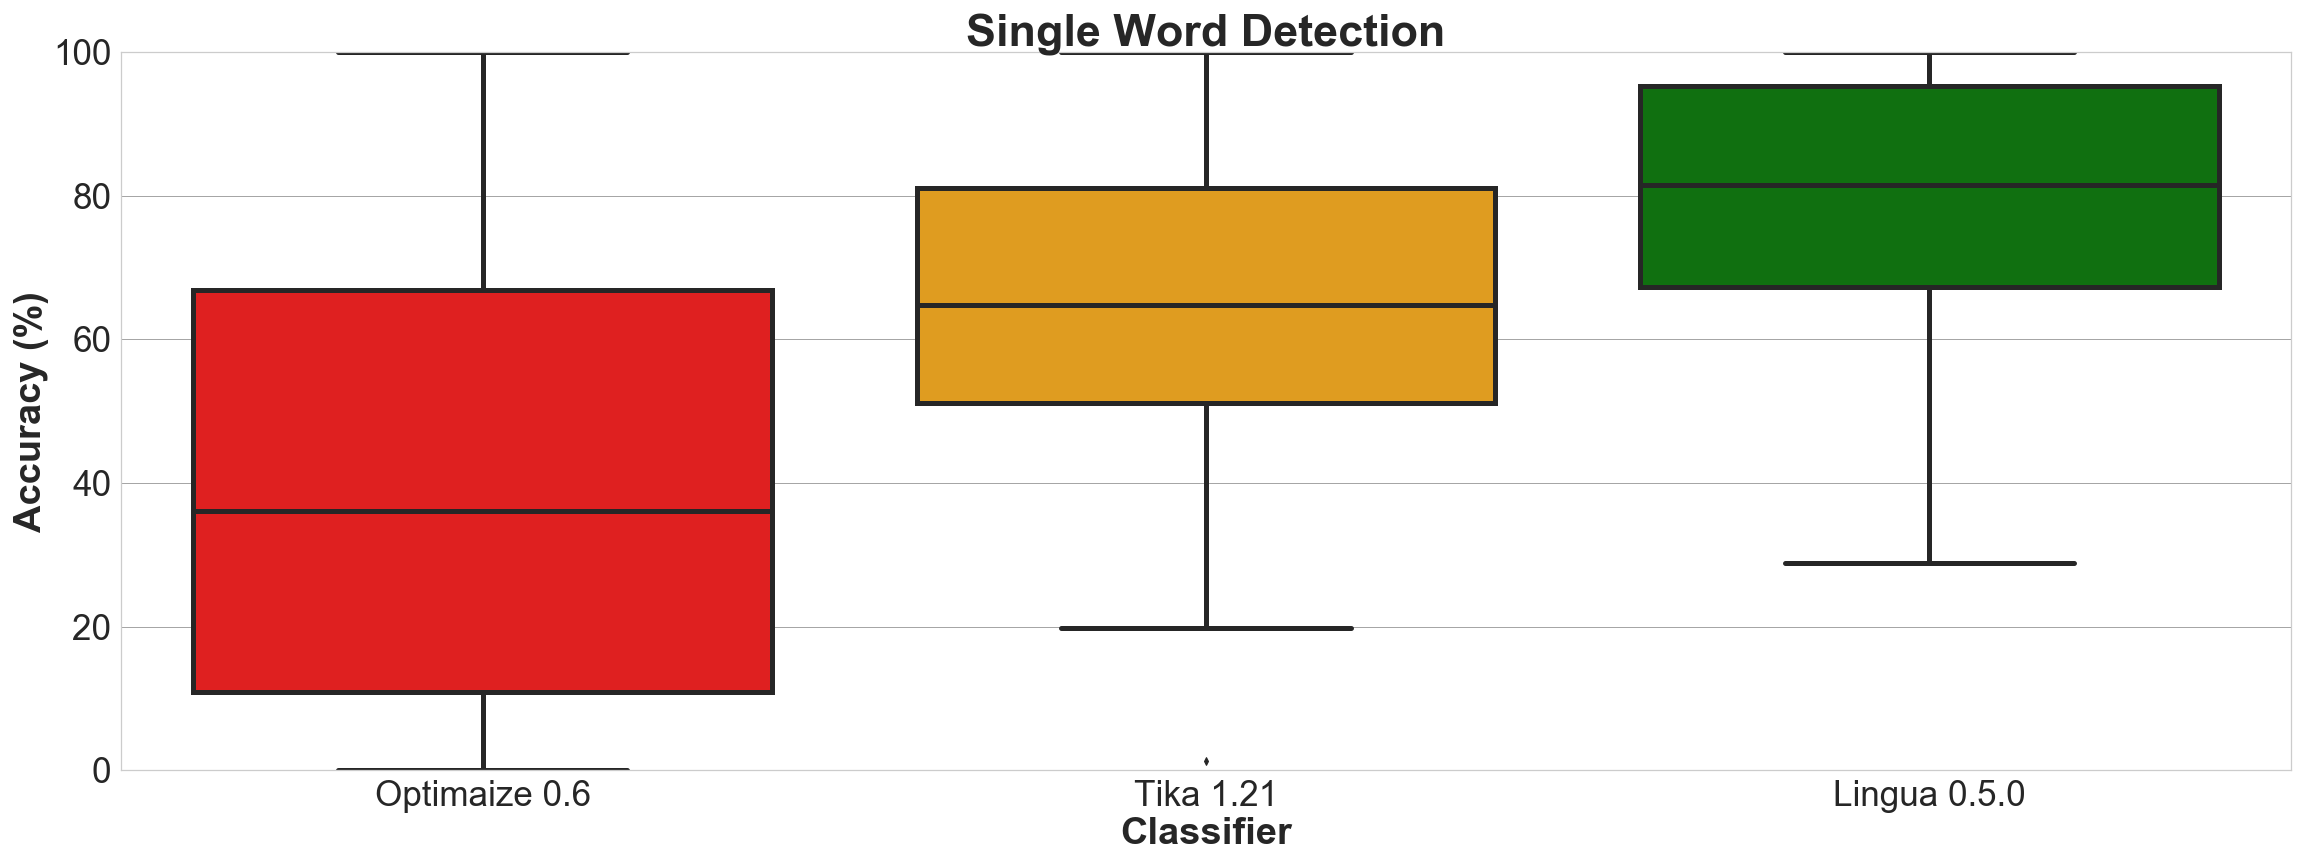 Single Word Detection
Accuracy (%)
100
80
60
40
20
0
Optimaize 0.6
Tika 1.21
Lingua 0.5.0
Classifier